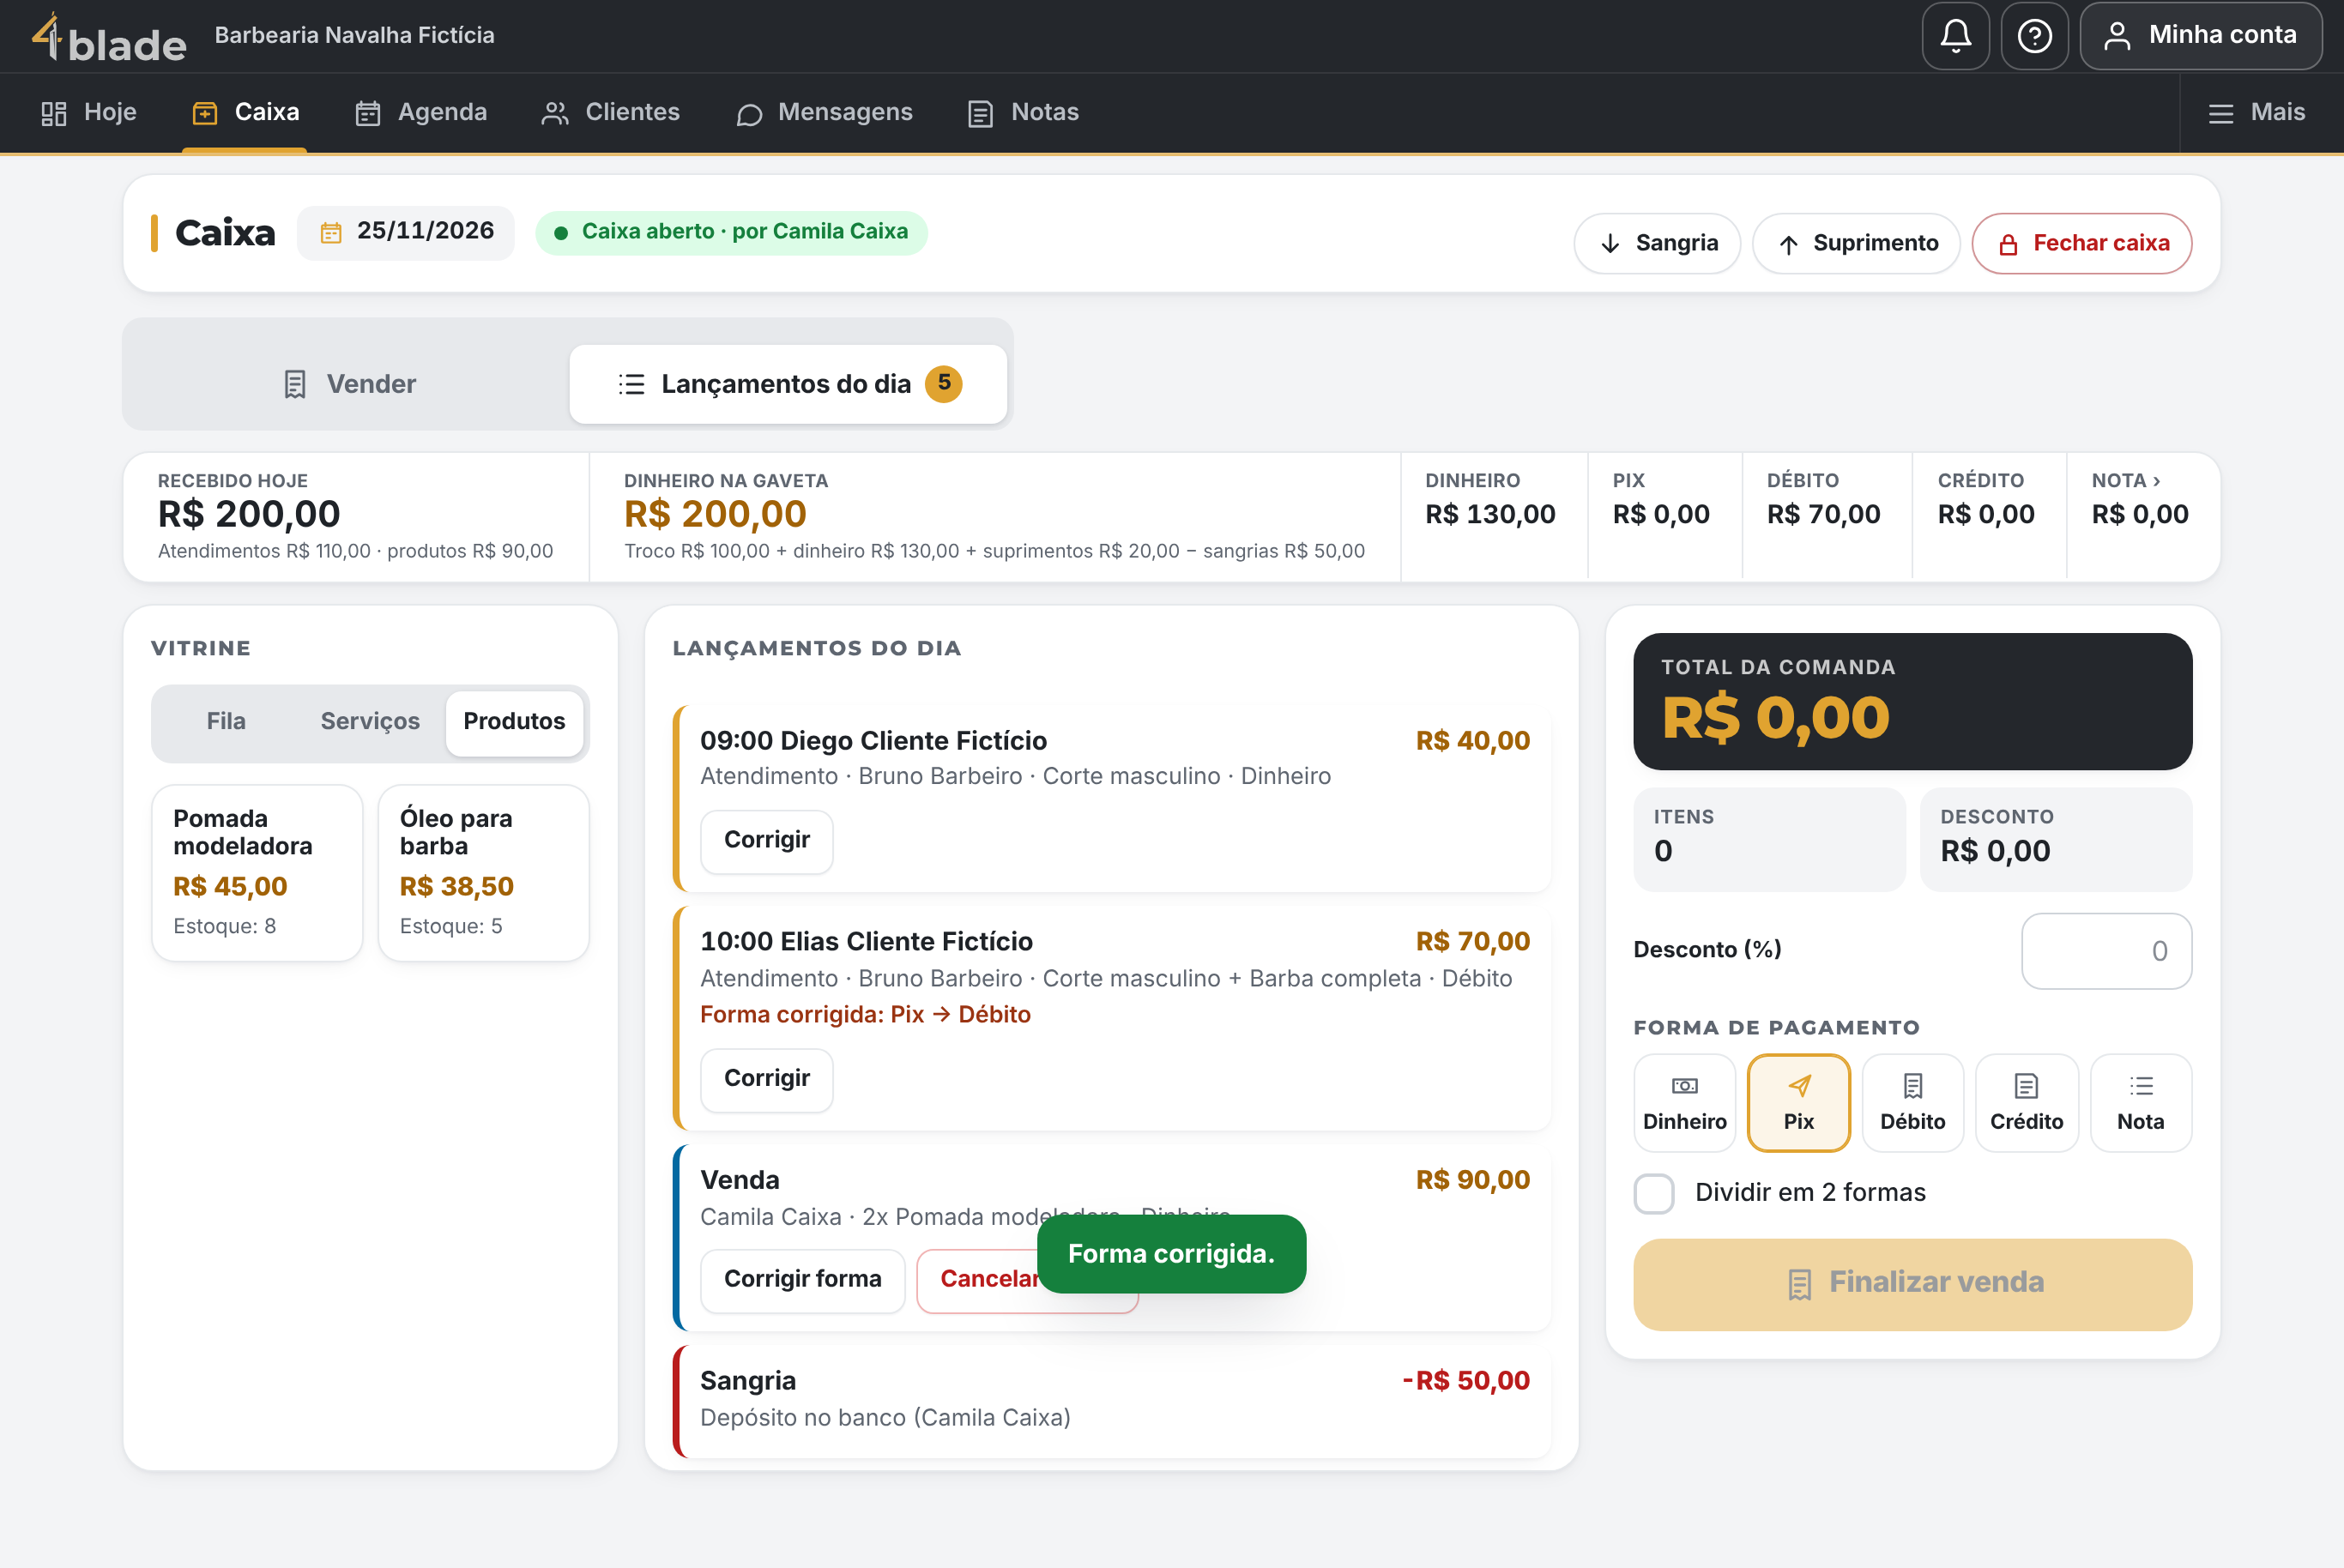 4blade
Barbearia Navalha Fictícia
Minha conta
Hoje
Caixa
Agenda
Clientes
Mensagens
Notas
Mais
Caixa
25/11/2026
Caixa aberto · por Camila Caixa
Sangria
Suprimento
Fechar caixa
Vender
Lançamentos do dia 5
RECEBIDO HOJE
R$ 200,00
Atendimentos R$ 110,00 · produtos R$ 90,00
DINHEIRO NA GAVETA
R$ 200,00
Troco R$ 100,00 + dinheiro R$ 130,00 + suprimentos R$ 20,00 − sangrias R$ 50,00
DINHEIRO
R$ 130,00
PIX
R$ 0,00
DÉBITO
R$ 70,00
CRÉDITO
R$ 0,00
NOTA ›
R$ 0,00
VITRINE
Fila
Serviços
Produtos
Pomada
modeladora
R$ 45,00
Estoque: 8
Óleo para
barba
R$ 38,50
Estoque: 5
LANÇAMENTOS DO DIA
09:00 Diego Cliente Fictício
R$ 40,00
Atendimento · Bruno Barbeiro · Corte masculino · Dinheiro
Corrigir
10:00 Elias Cliente Fictício
R$ 70,00
Atendimento · Bruno Barbeiro · Corte masculino + Barba completa · Débito
Forma corrigida: Pix → Débito
Corrigir
Venda
R$ 90,00
Camila Caixa · 2x Pomada modeladora · Dinheiro
Corrigir forma
Cancelar
Forma corrigida.
Sangria
-R$ 50,00
Depósito no banco (Camila Caixa)
TOTAL DA COMANDA
R$ 0,00
ITENS
0
DESCONTO
R$ 0,00
Desconto (%)
0
FORMA DE PAGAMENTO
Dinheiro
Pix
Débito
Crédito
Nota
Dividir em 2 formas
Finalizar venda